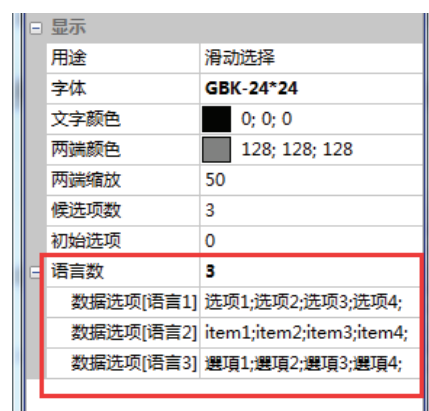 显示
用途 滑动选择
字体 GBK-24*24
文字颜色 0; 0; 0
两端颜色 128; 128; 128
两端缩放 50
候选项数 3
初始选项 0
语言数 3
数据选项[语言1] 选项1;选项2;选项3;选项4;
数据选项[语言2] item1;item2;item3;item4;
数据选项[语言3] 選項1;選項2;選項3;選項4;